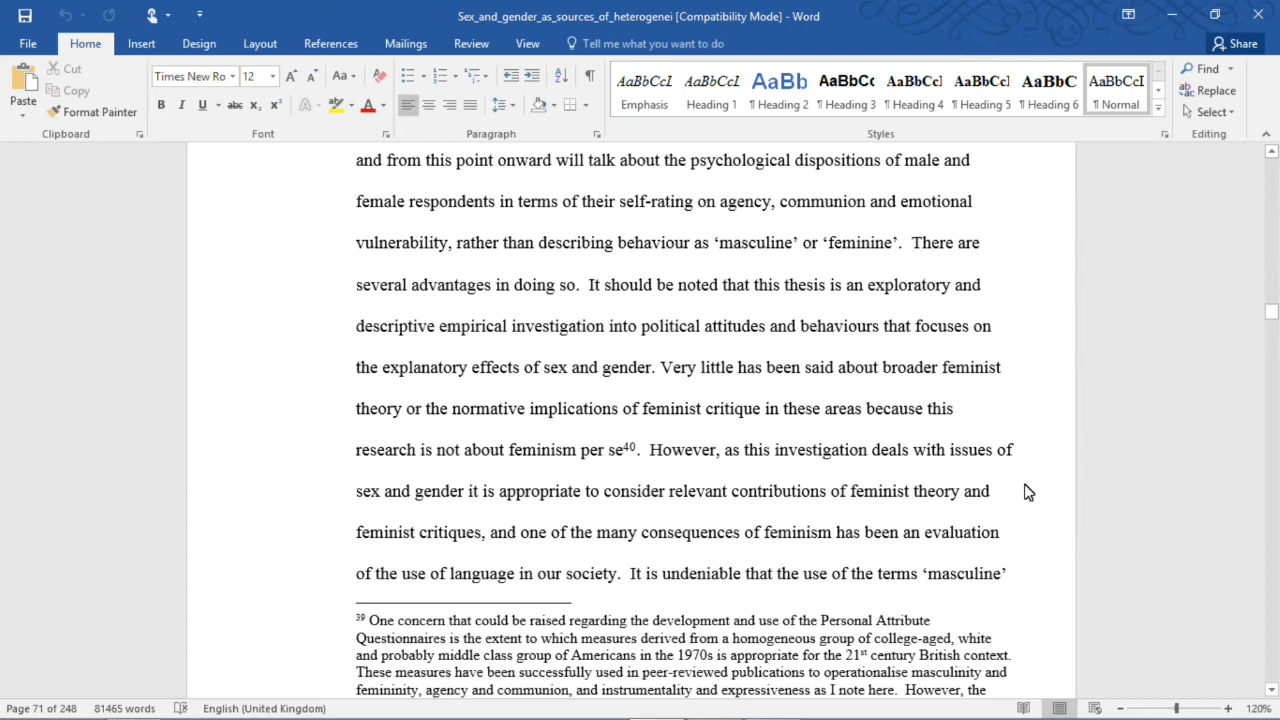 Sex_and_gender_as_sources_of_heterogenei [Compatibility Mode] - Word
File Home Insert Design Layout References Mailings Review View Tell me what you want to do Share
Paste
Cut
Copy
Format Painter
Clipboard
Times New Ro 12
Font
Paragraph
AaBbCcI AaBbCcI AaBb AaBbCc AaBbCcI AaBbCcI AaBbC AaBbCcI
Emphasis Heading 1 ¶ Heading 2 ¶ Heading 3 ¶ Heading 4 ¶ Heading 5 ¶ Heading 6 ¶ Normal
Styles
Find
Replace
Select
Editing
and from this point onward will talk about the psychological dispositions of male and
female respondents in terms of their self-rating on agency, communion and emotional
vulnerability, rather than describing behaviour as ‘masculine’ or ‘feminine’.  There are
several advantages in doing so.  It should be noted that this thesis is an exploratory and
descriptive empirical investigation into political attitudes and behaviours that focuses on
the explanatory effects of sex and gender. Very little has been said about broader feminist
theory or the normative implications of feminist critique in these areas because this
research is not about feminism per se⁴⁰.  However, as this investigation deals with issues of
sex and gender it is appropriate to consider relevant contributions of feminist theory and
feminist critiques, and one of the many consequences of feminism has been an evaluation
of the use of language in our society.  It is undeniable that the use of the terms ‘masculine’
³⁹ One concern that could be raised regarding the development and use of the Personal Attribute
Questionnaires is the extent to which measures derived from a homogeneous group of college-aged, white
and probably middle class group of Americans in the 1970s is appropriate for the 21st century British context.
These measures have been successfully used in peer-reviewed publications to operationalise masculinity and
femininity, agency and communion, and instrumentality and expressiveness as I note here.  However, the
Page 71 of 248 81465 words English (United Kingdom) 120%